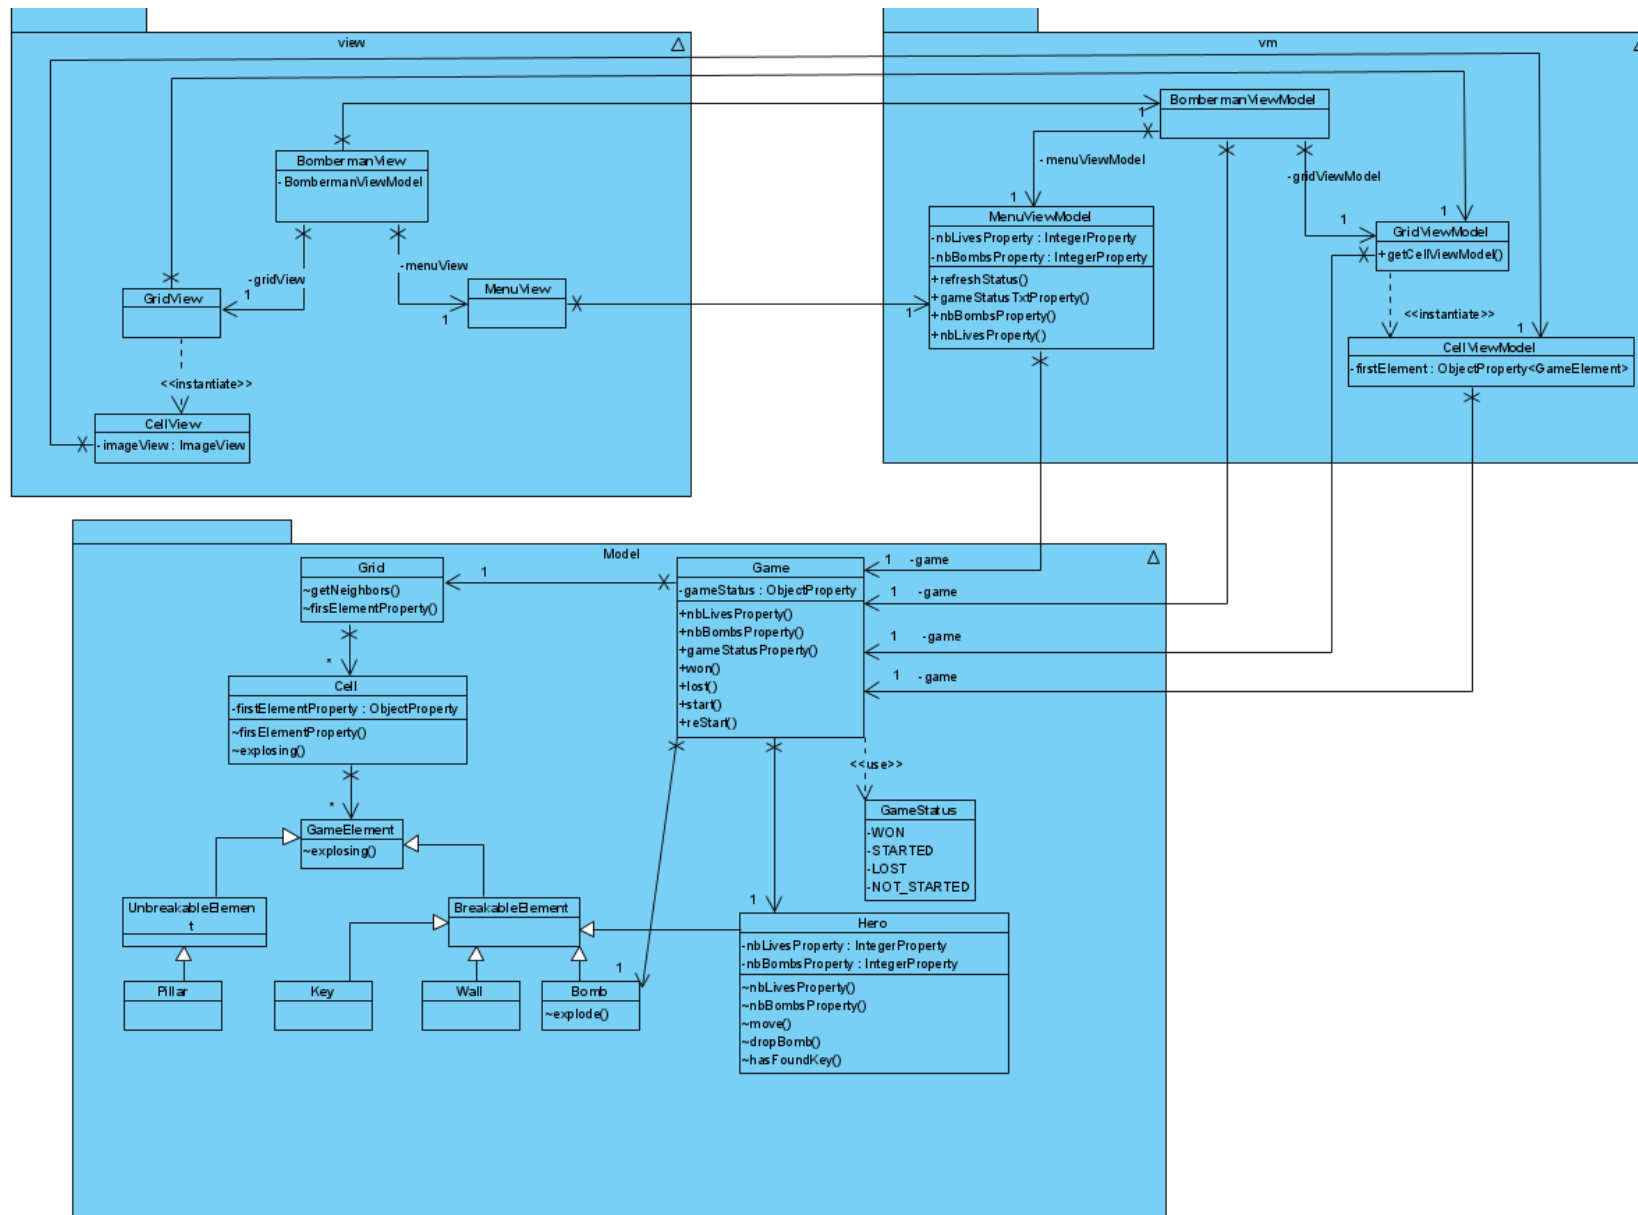 view
BombermanView
- BombermanViewModel
-gridView
1
-menuView
1
GridView
MenuView
<<instantiate>>
CellView
- imageView : ImageView
vm
BombermanViewModel
1
-menuViewModel
1
-gridViewModel
1
1
MenuViewModel
-nbLivesProperty : IntegerProperty
-nbBombsProperty : IntegerProperty
+refreshStatus()
+gameStatusTxtProperty()
+nbBombsProperty()
+nbLivesProperty()
1
GridViewModel
+getCellViewModel()
<<instantiate>>
1
CellViewModel
-firstElement : ObjectProperty<GameElement>
Model
Grid
~getNeighbors()
~firsElementProperty()
1
Game
-gameStatus : ObjectProperty
+nbLivesProperty()
+nbBombsProperty()
+gameStatusProperty()
+won()
+lost()
+start()
+reStart()
1 -game
1 -game
1 -game
1 -game
*
Cell
-firstElementProperty : ObjectProperty
~firsElementProperty()
~explosing()
*
GameElement
~explosing()
<<use>>
GameStatus
-WON
-STARTED
-LOST
-NOT_STARTED
UnbreakableElemen
t
BreakableElement
1
Hero
-nbLivesProperty : IntegerProperty
-nbBombsProperty : IntegerProperty
~nbLivesProperty()
~nbBombsProperty()
~move()
~dropBomb()
~hasFoundKey()
Pillar
Key
Wall
1
Bomb
~explode()